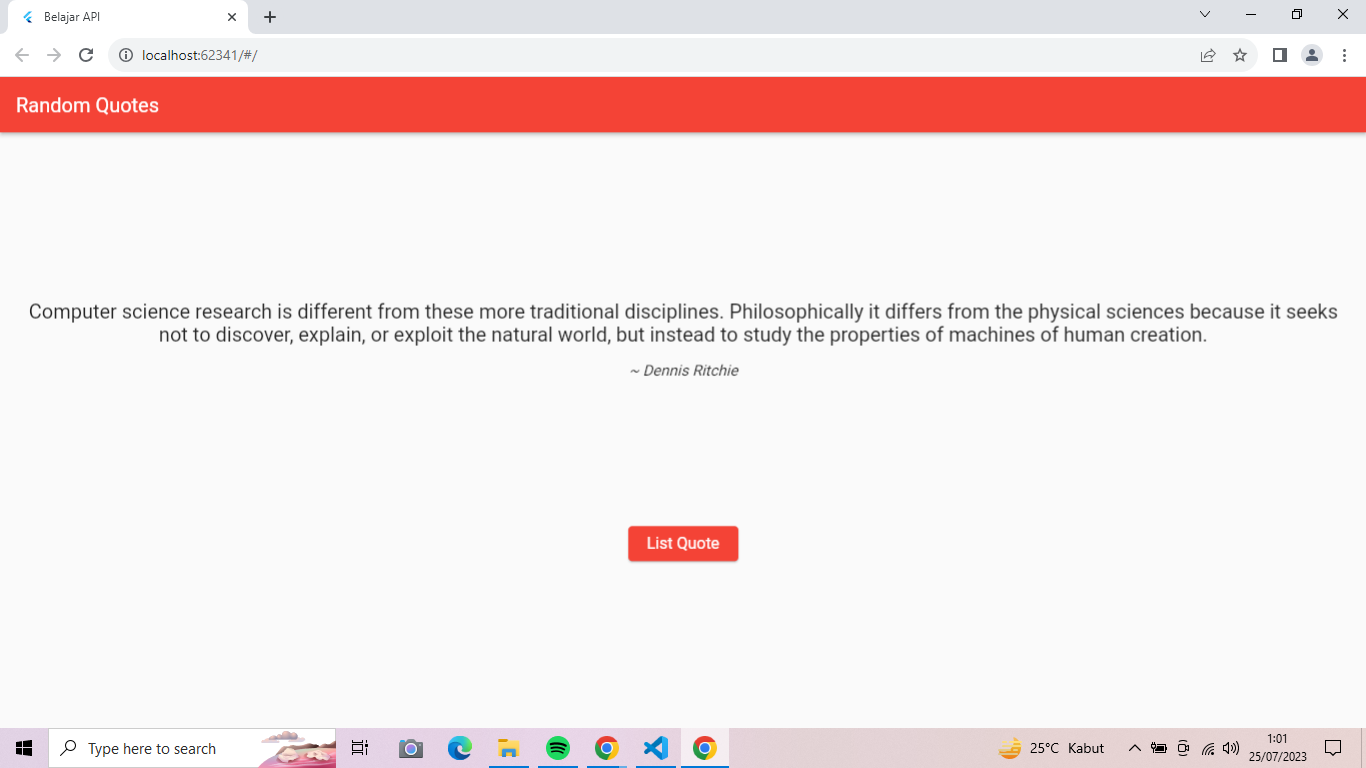 Belajar API
localhost:62341/#/
Random Quotes
Computer science research is different from these more traditional disciplines. Philosophically it differs from the physical sciences because it seeks
not to discover, explain, or exploit the natural world, but instead to study the properties of machines of human creation.
~ Dennis Ritchie
List Quote
Type here to search
25°C Kabut
1:01
25/07/2023